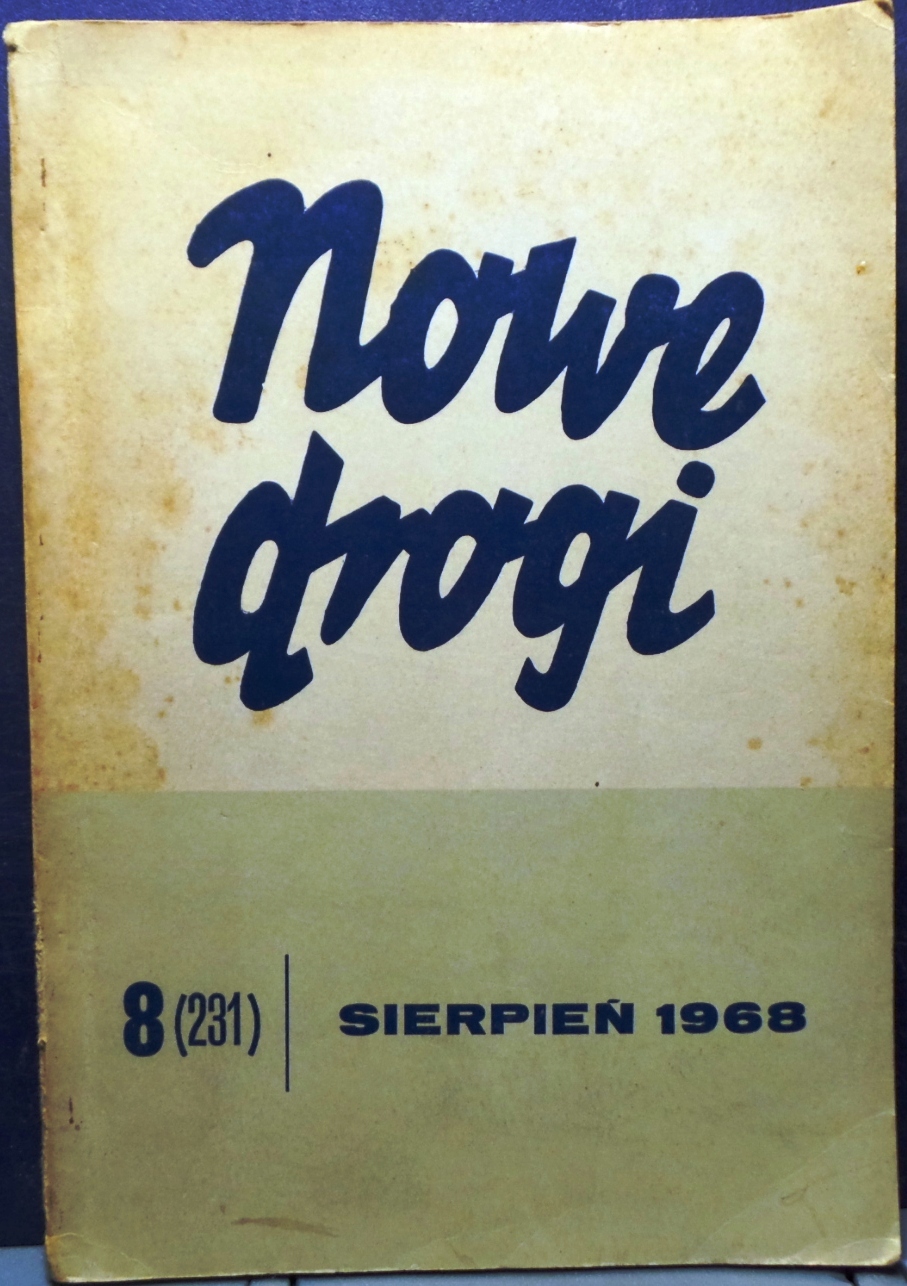 Nowe
drogi
8 (231) | SIERPIEŃ 1968